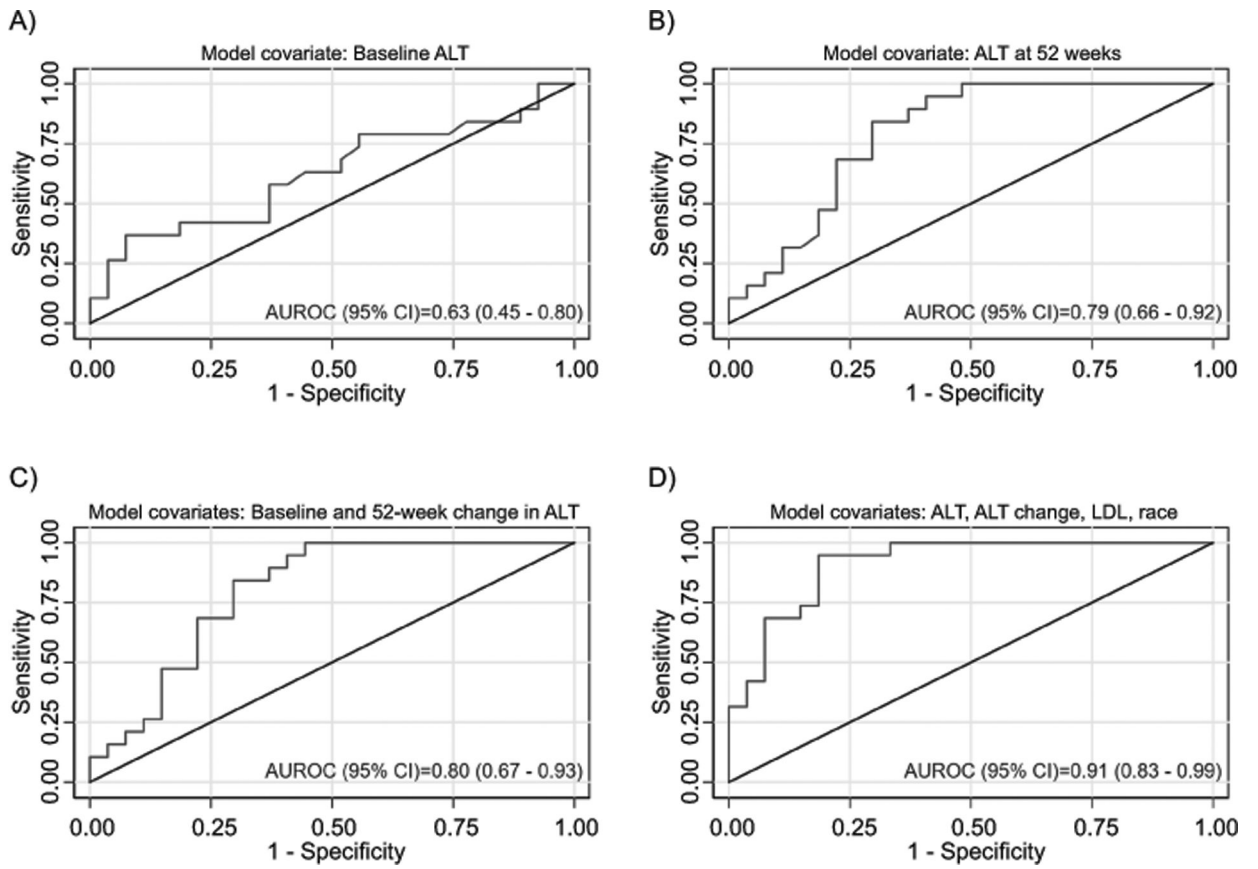 A)
Model covariate: Baseline ALT
Sensitivity
0.00 0.25 0.50 0.75 1.00
AUROC (95% CI)=0.63 (0.45 - 0.80)
0.00 0.25 0.50 0.75 1.00
1 - Specificity
B)
Model covariate: ALT at 52 weeks
Sensitivity
0.00 0.25 0.50 0.75 1.00
AUROC (95% CI)=0.79 (0.66 - 0.92)
0.00 0.25 0.50 0.75 1.00
1 - Specificity
C)
Model covariates: Baseline and 52-week change in ALT
Sensitivity
0.00 0.25 0.50 0.75 1.00
AUROC (95% CI)=0.80 (0.67 - 0.93)
0.00 0.25 0.50 0.75 1.00
1 - Specificity
D)
Model covariates: ALT, ALT change, LDL, race
Sensitivity
0.00 0.25 0.50 0.75 1.00
AUROC (95% CI)=0.91 (0.83 - 0.99)
0.00 0.25 0.50 0.75 1.00
1 - Specificity